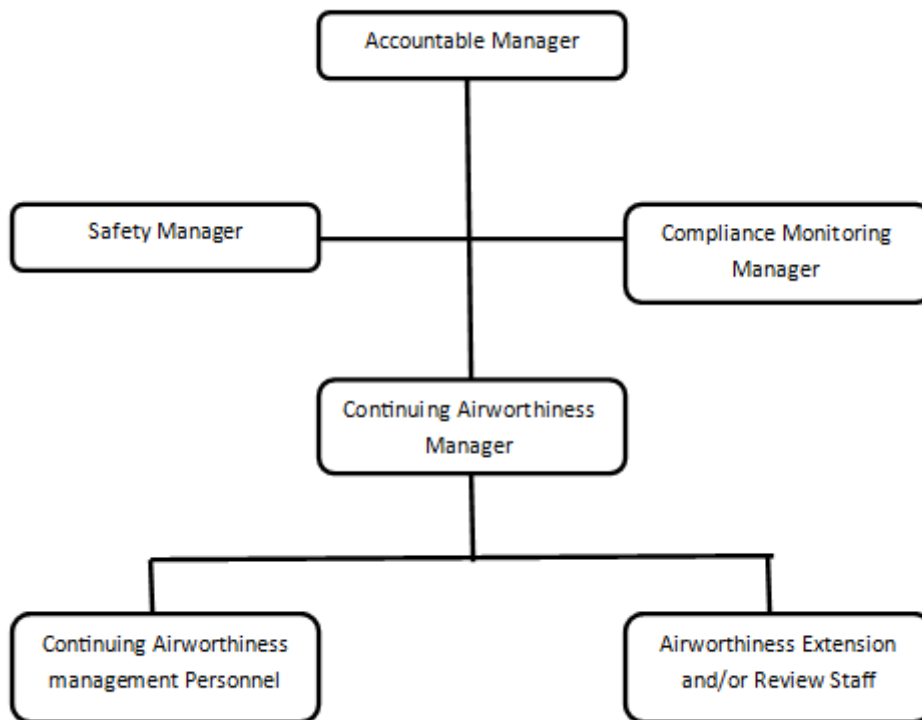 Accountable Manager
Safety Manager
Compliance Monitoring
Manager
Continuing Airworthiness
Manager
Continuing Airworthiness
management Personnel
Airworthiness Extension
and/or Review Staff